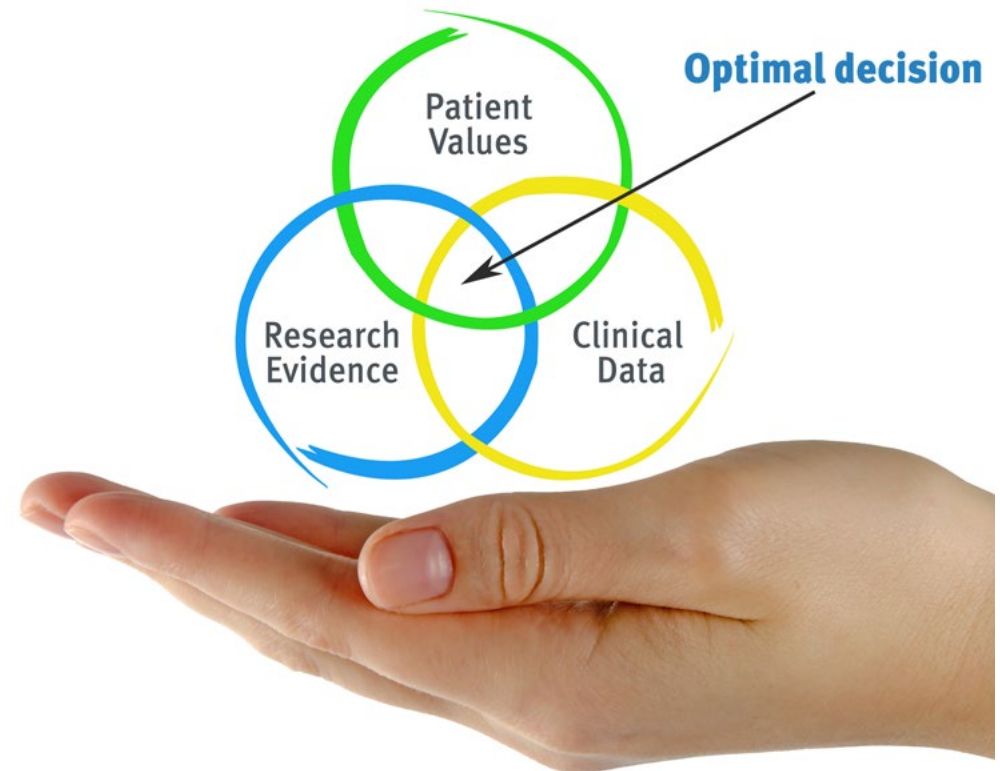 Optimal decision
Patient
Values
Research
Evidence
Clinical
Data